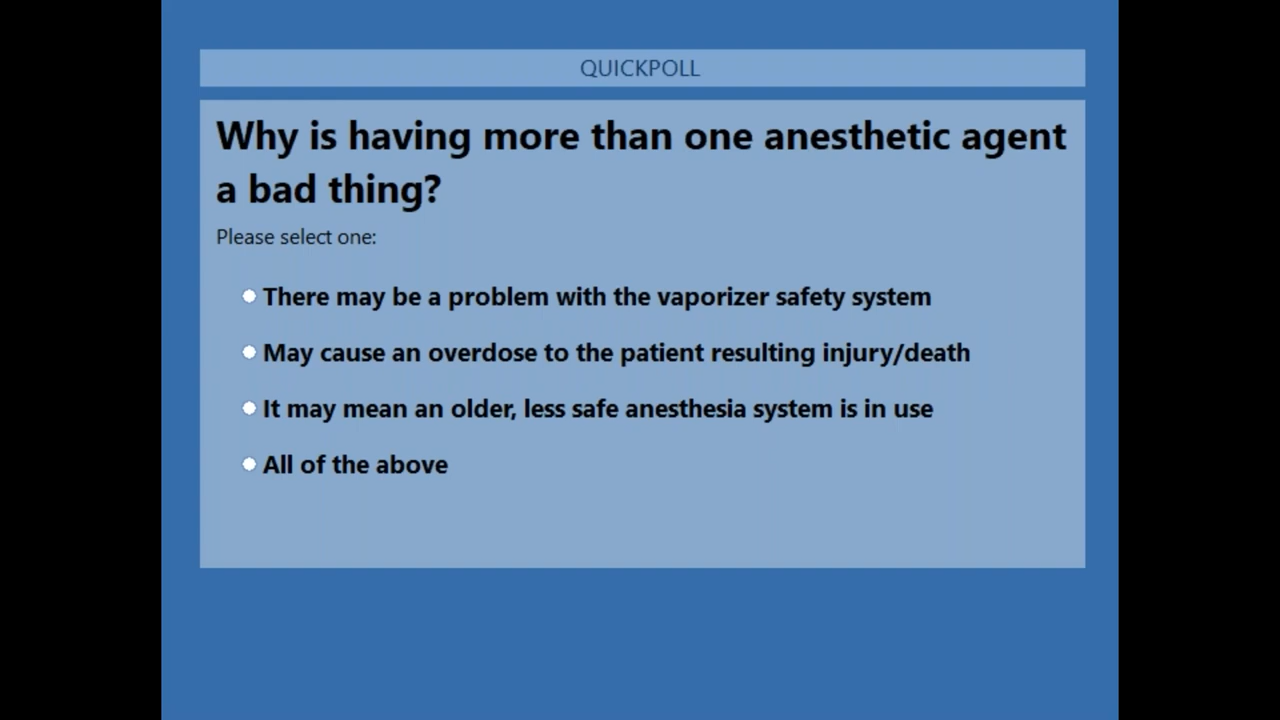 QUICKPOLL
Why is having more than one anesthetic agent
a bad thing?
Please select one:
There may be a problem with the vaporizer safety system
May cause an overdose to the patient resulting injury/death
It may mean an older, less safe anesthesia system is in use
All of the above